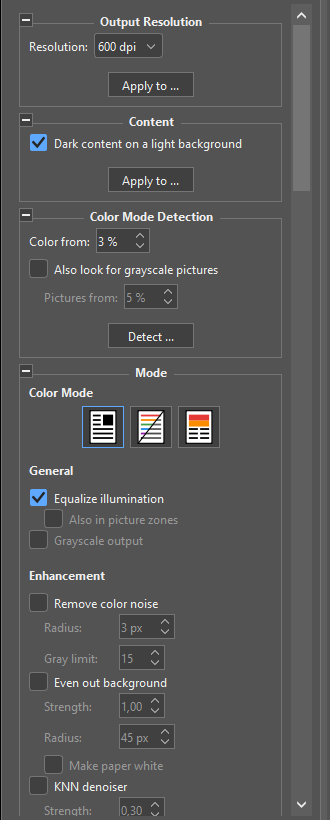 Output Resolution
Resolution: 600 dpi
Apply to ...
Content
Dark content on a light background
Apply to ...
Color Mode Detection
Color from: 3 %
Also look for grayscale pictures
Pictures from: 5 %
Detect ...
Mode
Color Mode
General
Equalize illumination
Also in picture zones
Grayscale output
Enhancement
Remove color noise
Radius: 3 px
Gray limit: 15
Even out background
Strength: 1,00
Radius: 45 px
Make paper white
KNN denoiser
Strength: 0,30